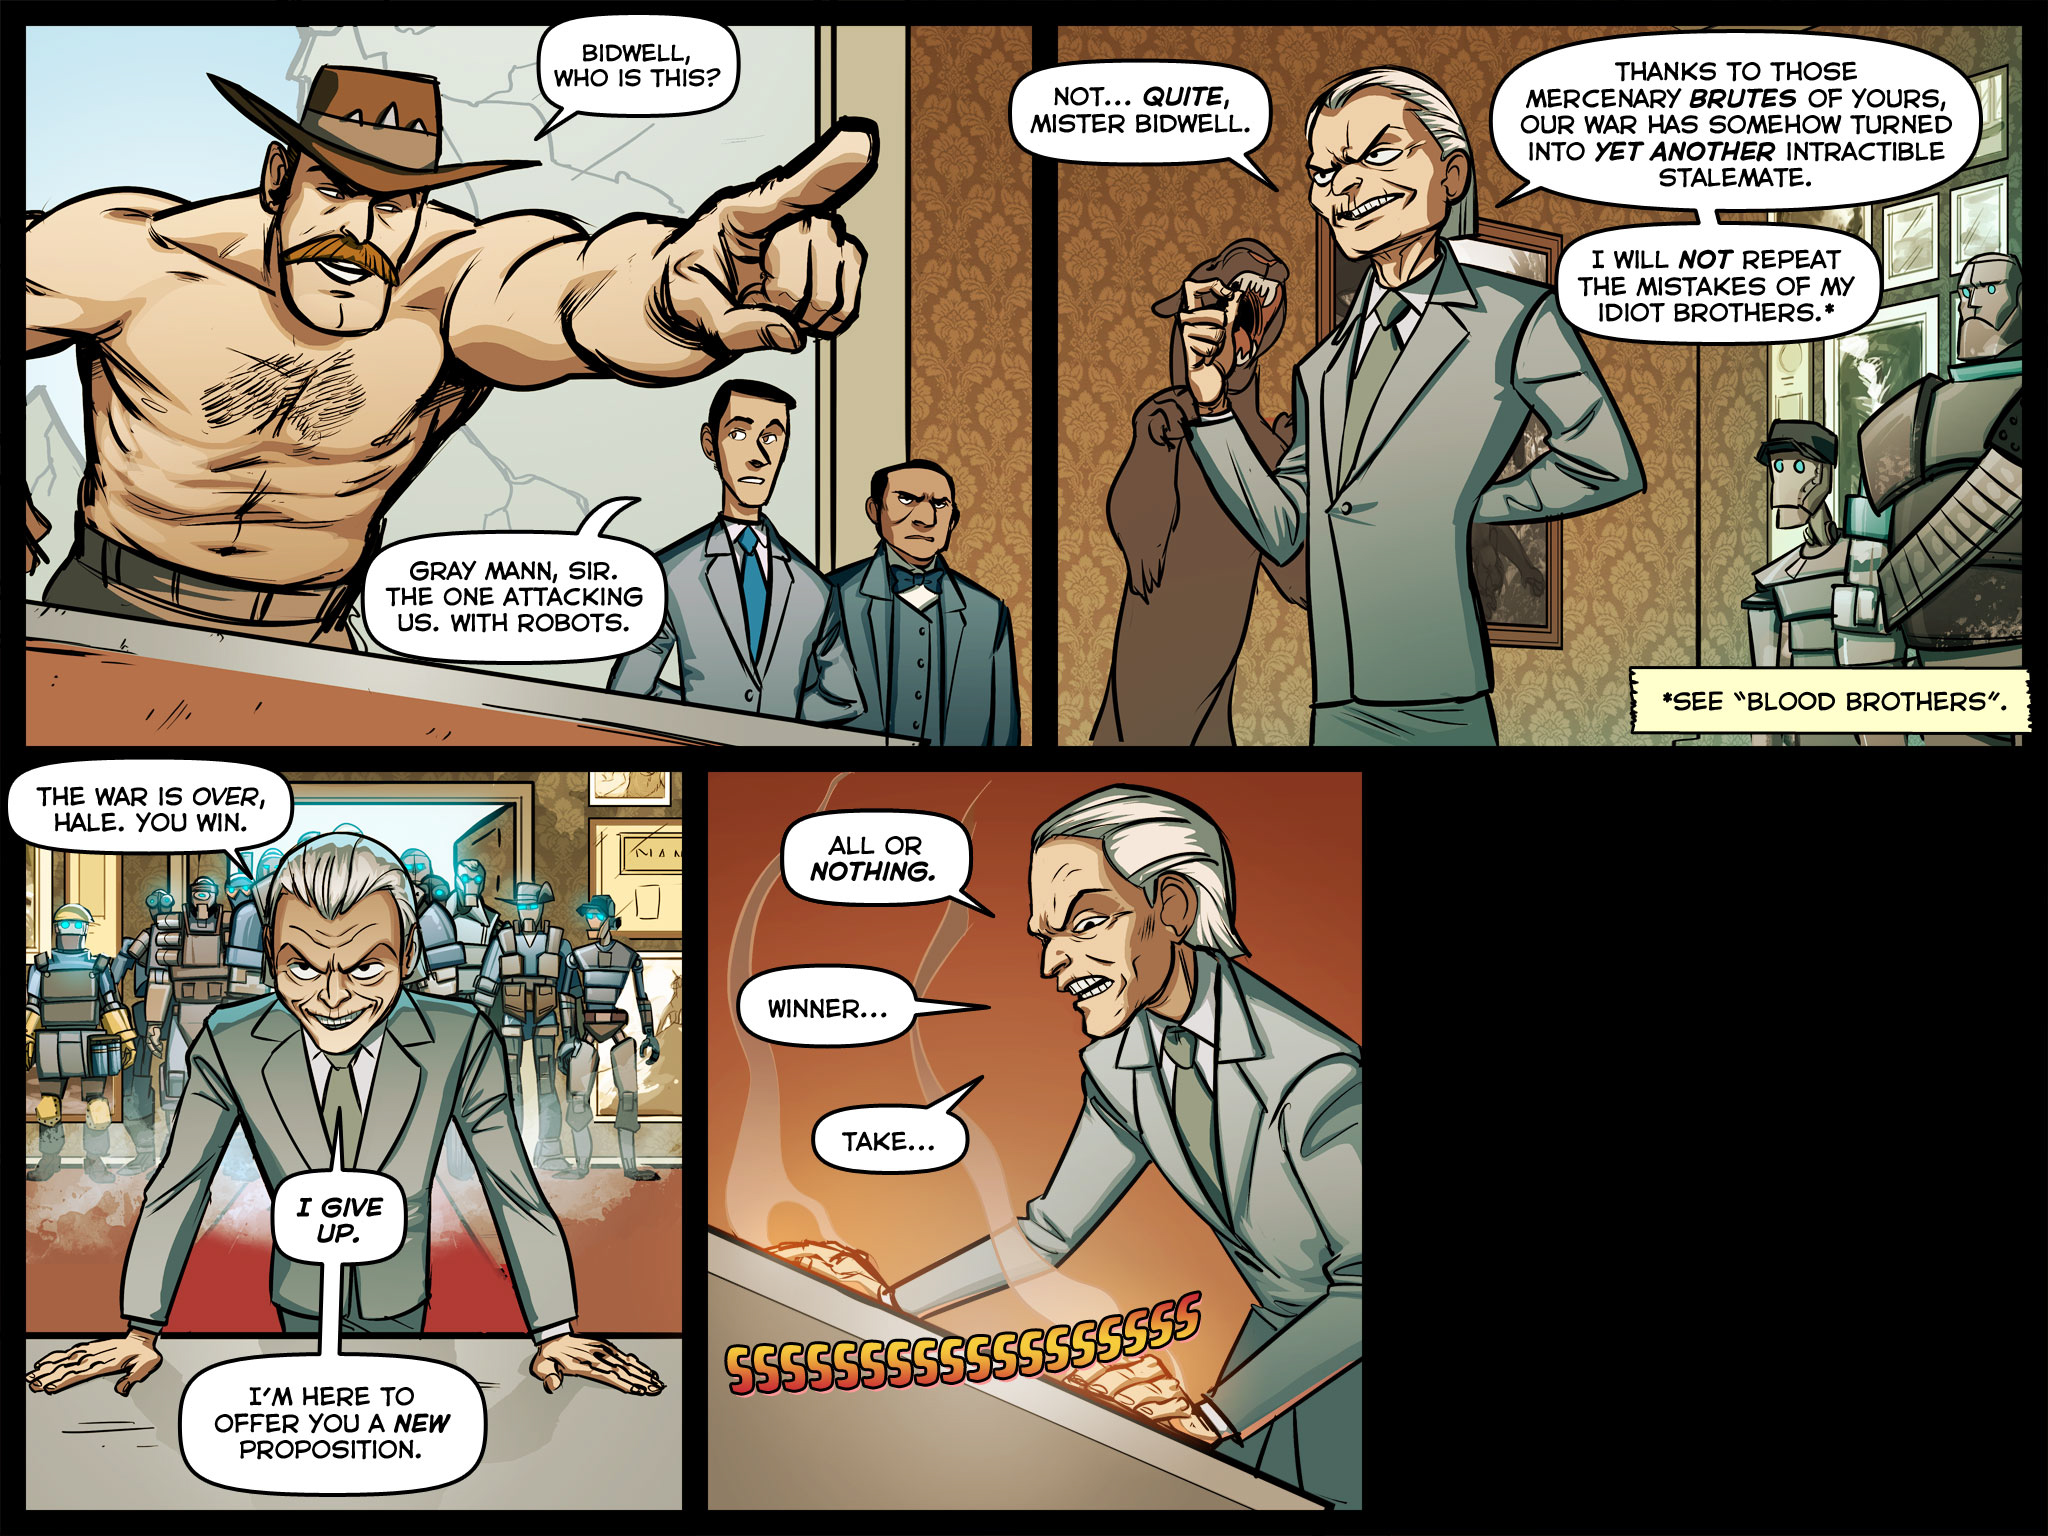 BIDWELL,
WHO IS THIS?
GRAY MANN, SIR.
THE ONE ATTACKING
US. WITH ROBOTS.
NOT... QUITE,
MISTER BIDWELL.
THANKS TO THOSE
MERCENARY BRUTES OF YOURS,
OUR WAR HAS SOMEHOW TURNED
INTO YET ANOTHER INTRACTIBLE
STALEMATE.
I WILL NOT REPEAT
THE MISTAKES OF MY
IDIOT BROTHERS.*
*SEE "BLOOD BROTHERS".
THE WAR IS OVER,
HALE. YOU WIN.
I GIVE
UP.
I'M HERE TO
OFFER YOU A NEW
PROPOSITION.
ALL OR
NOTHING.
WINNER...
TAKE...
SSSSSSSSSSSSSSSSSS